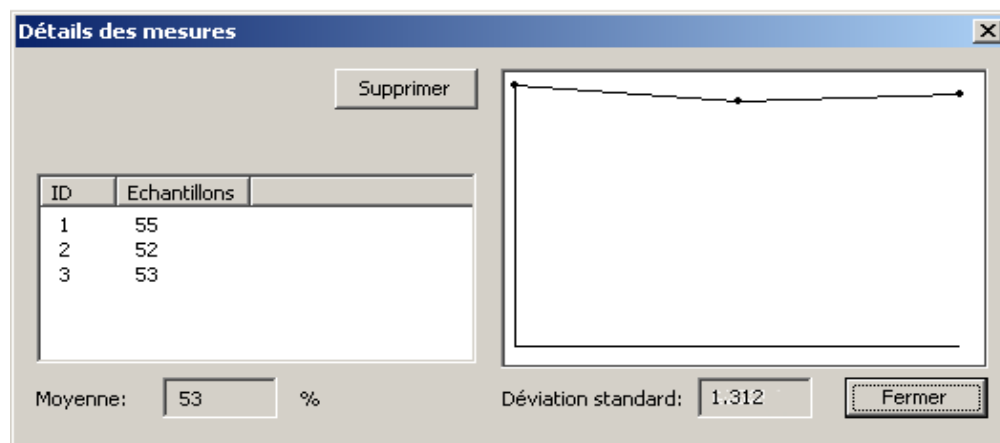 Détails des mesures
Supprimer
ID Echantillons
1 55
2 52
3 53
Moyenne: 53 %
Déviation standard: 1.312
Fermer